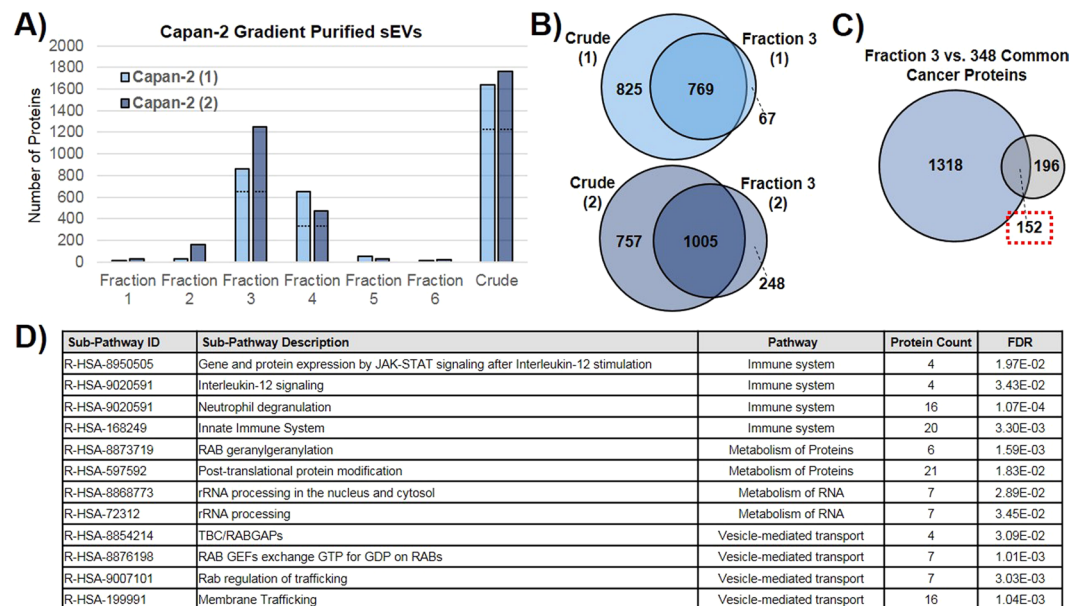 A)
Capan-2 Gradient Purified sEVs
2000
1800
1600
1400
1200
1000
800
600
400
200
0
Number of Proteins
Capan-2 (1)
Capan-2 (2)
Fraction 1
Fraction 2
Fraction 3
Fraction 4
Fraction 5
Fraction 6
Crude
B)
Crude (1)
Fraction 3 (1)
825
769
67
Crude (2)
Fraction 3 (2)
757
1005
248
C)
Fraction 3 vs. 348 Common
Cancer Proteins
1318
196
152
D)
Sub-Pathway ID Sub-Pathway Description Pathway Protein Count FDR
R-HSA-8950505 Gene and protein expression by JAK-STAT signaling after Interleukin-12 stimulation Immune system 4 1.97E-02
R-HSA-9020591 Interleukin-12 signaling Immune system 4 3.43E-02
R-HSA-9020591 Neutrophil degranulation Immune system 16 1.07E-04
R-HSA-168249 Innate Immune System Immune system 20 3.30E-03
R-HSA-8873719 RAB geranylgeranylation Metabolism of Proteins 6 1.59E-03
R-HSA-597592 Post-translational protein modification Metabolism of Proteins 21 1.83E-02
R-HSA-8868773 rRNA processing in the nucleus and cytosol Metabolism of RNA 7 2.89E-02
R-HSA-72312 rRNA processing Metabolism of RNA 7 3.45E-02
R-HSA-8854214 TBC/RABGAPs Vesicle-mediated transport 4 3.09E-02
R-HSA-8876198 RAB GEFs exchange GTP for GDP on RABs Vesicle-mediated transport 7 1.01E-03
R-HSA-9007101 Rab regulation of trafficking Vesicle-mediated transport 7 3.03E-03
R-HSA-199991 Membrane Trafficking Vesicle-mediated transport 16 1.04E-03